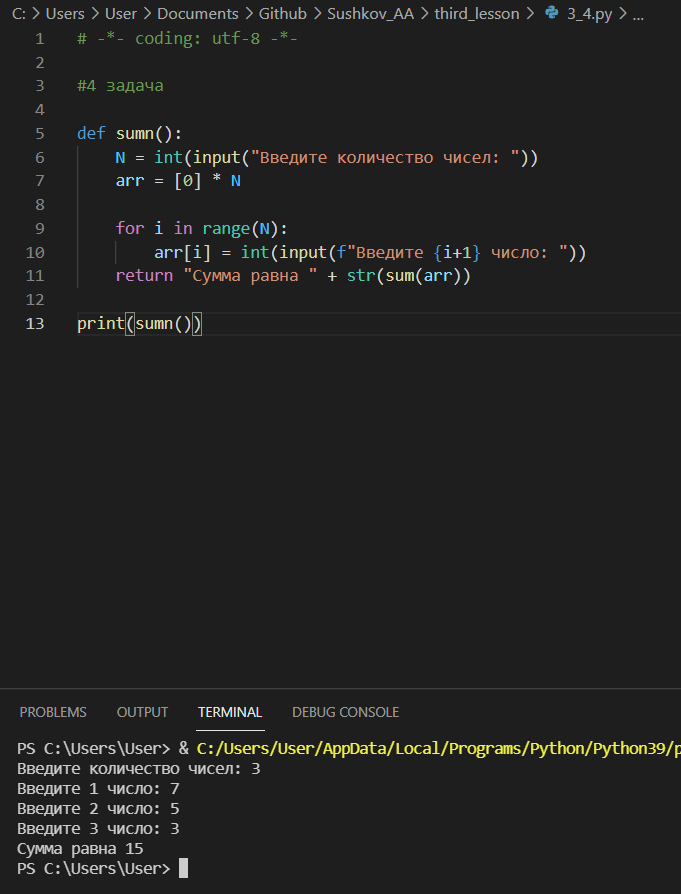 C: > Users > User > Documents > Github > Sushkov_AA > third_lesson > 3_4.py > ...
1 # -*- coding: utf-8 -*-
2
3 #4 задача
4
5 def sumn():
6     N = int(input("Введите количество чисел: "))
7     arr = [0] * N
8
9     for i in range(N):
10         arr[i] = int(input(f"Введите {i+1} число: "))
11     return "Сумма равна " + str(sum(arr))
12
13 print(sumn())
PROBLEMS OUTPUT TERMINAL DEBUG CONSOLE
PS C:\Users\User> & C:/Users/User/AppData/Local/Programs/Python/Python39/p
Введите количество чисел: 3
Введите 1 число: 7
Введите 2 число: 5
Введите 3 число: 3
Сумма равна 15
PS C:\Users\User>